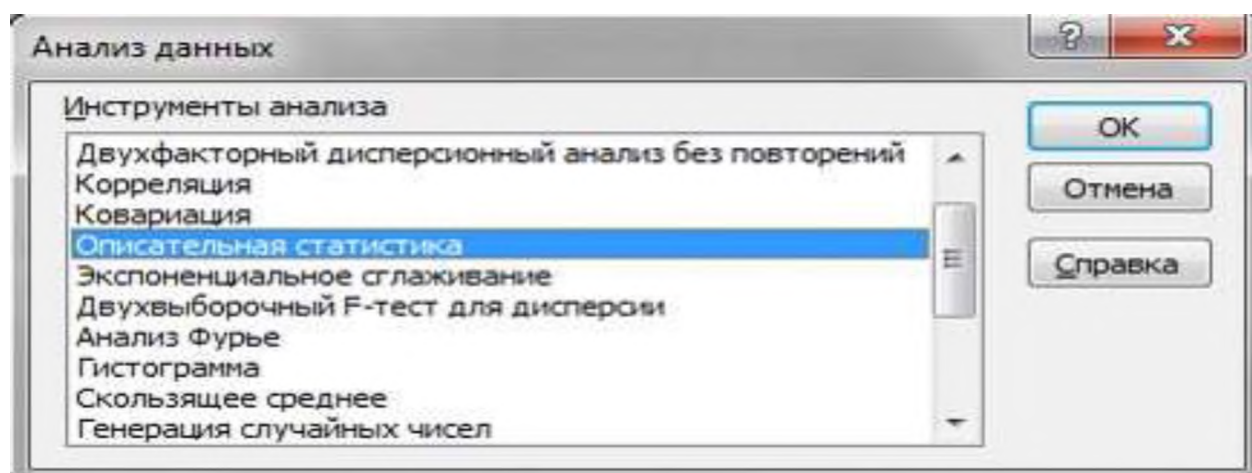 Анализ данных
?
Инструменты анализа
Двухфакторный дисперсионный анализ без повторений
Корреляция
Ковариация
Описательная статистика
Экспоненциальное сглаживание
Двухвыборочный F-тест для дисперсии
Анализ Фурье
Гистограмма
Скользящее среднее
Генерация случайных чисел
ОК
Отмена
Справка